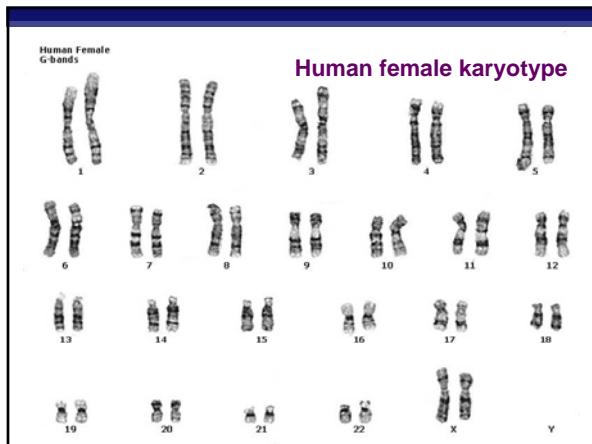 Human Female
G-bands
Human female karyotype
1 2 3 4 5
6 7 8 9 10 11 12
13 14 15 16 17 18
19 20 21 22 X Y